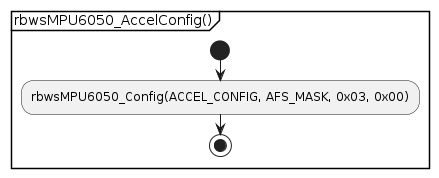 rbwsMPU6050_AccelConfig()
rbwsMPU6050_Config(ACCEL_CONFIG, AFS_MASK, 0x03, 0x00)